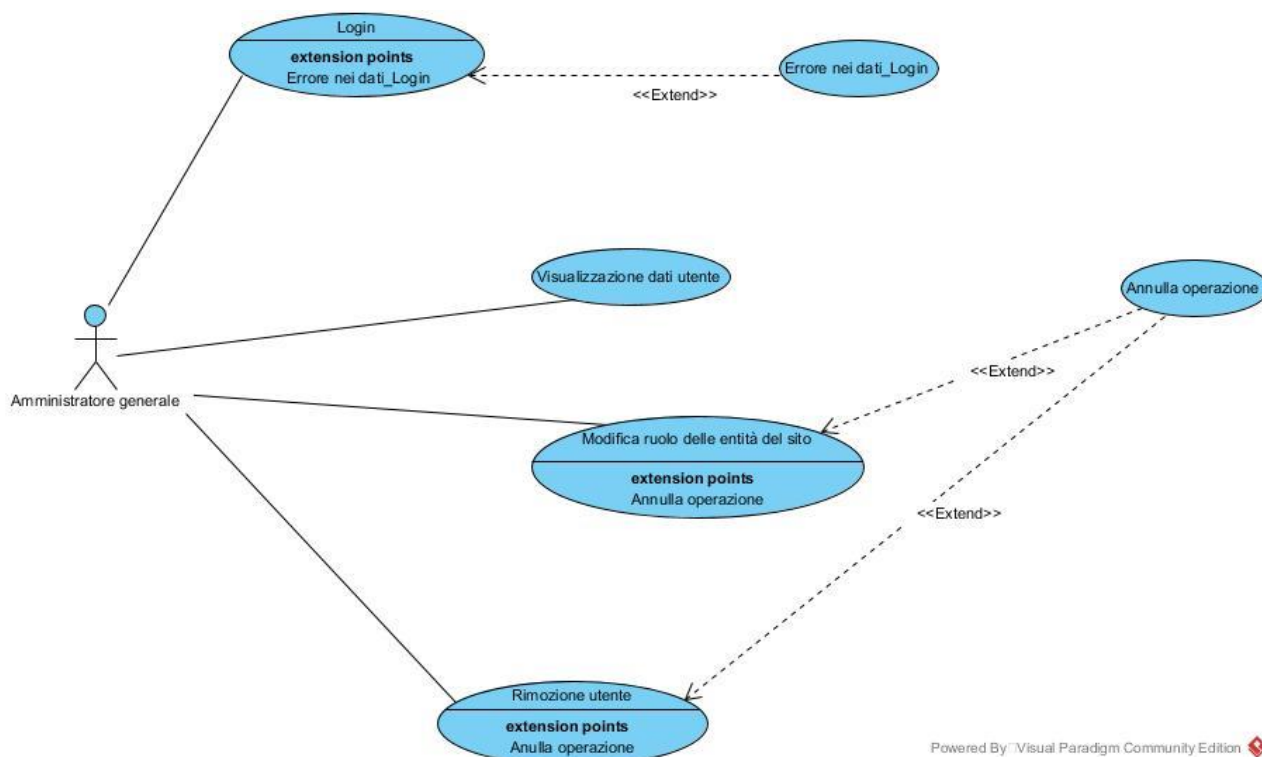 Login
extension points
Errore nei dati_Login
Errore nei dati_Login
<<Extend>>
Visualizzazione dati utente
Annulla operazione
<<Extend>>
Amministratore generale
Modifica ruolo delle entità del sito
extension points
Annulla operazione
<<Extend>>
Rimozione utente
extension points
Anulla operazione
Powered By Visual Paradigm Community Edition